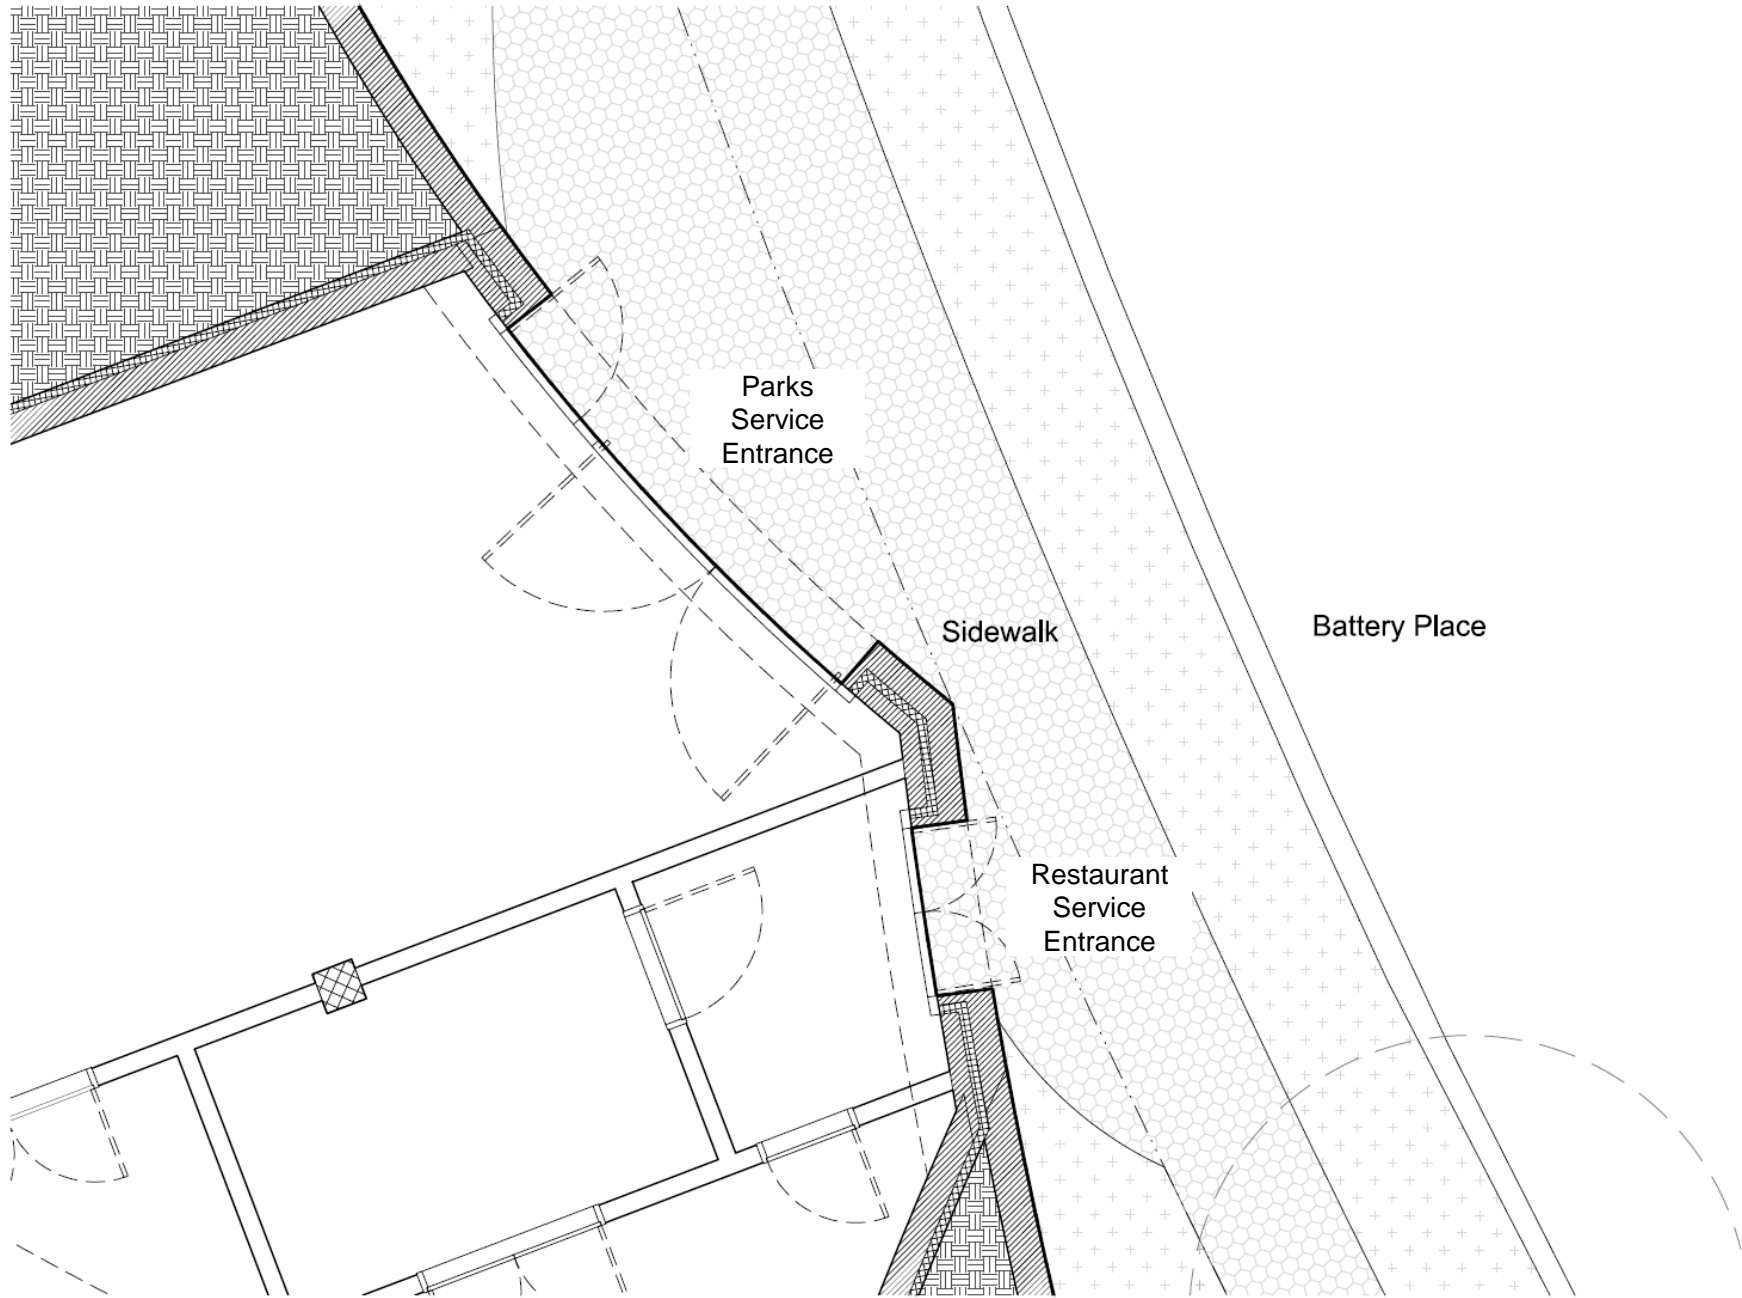 Parks
Service
Entrance
Sidewalk
Battery Place
Restaurant
Service
Entrance